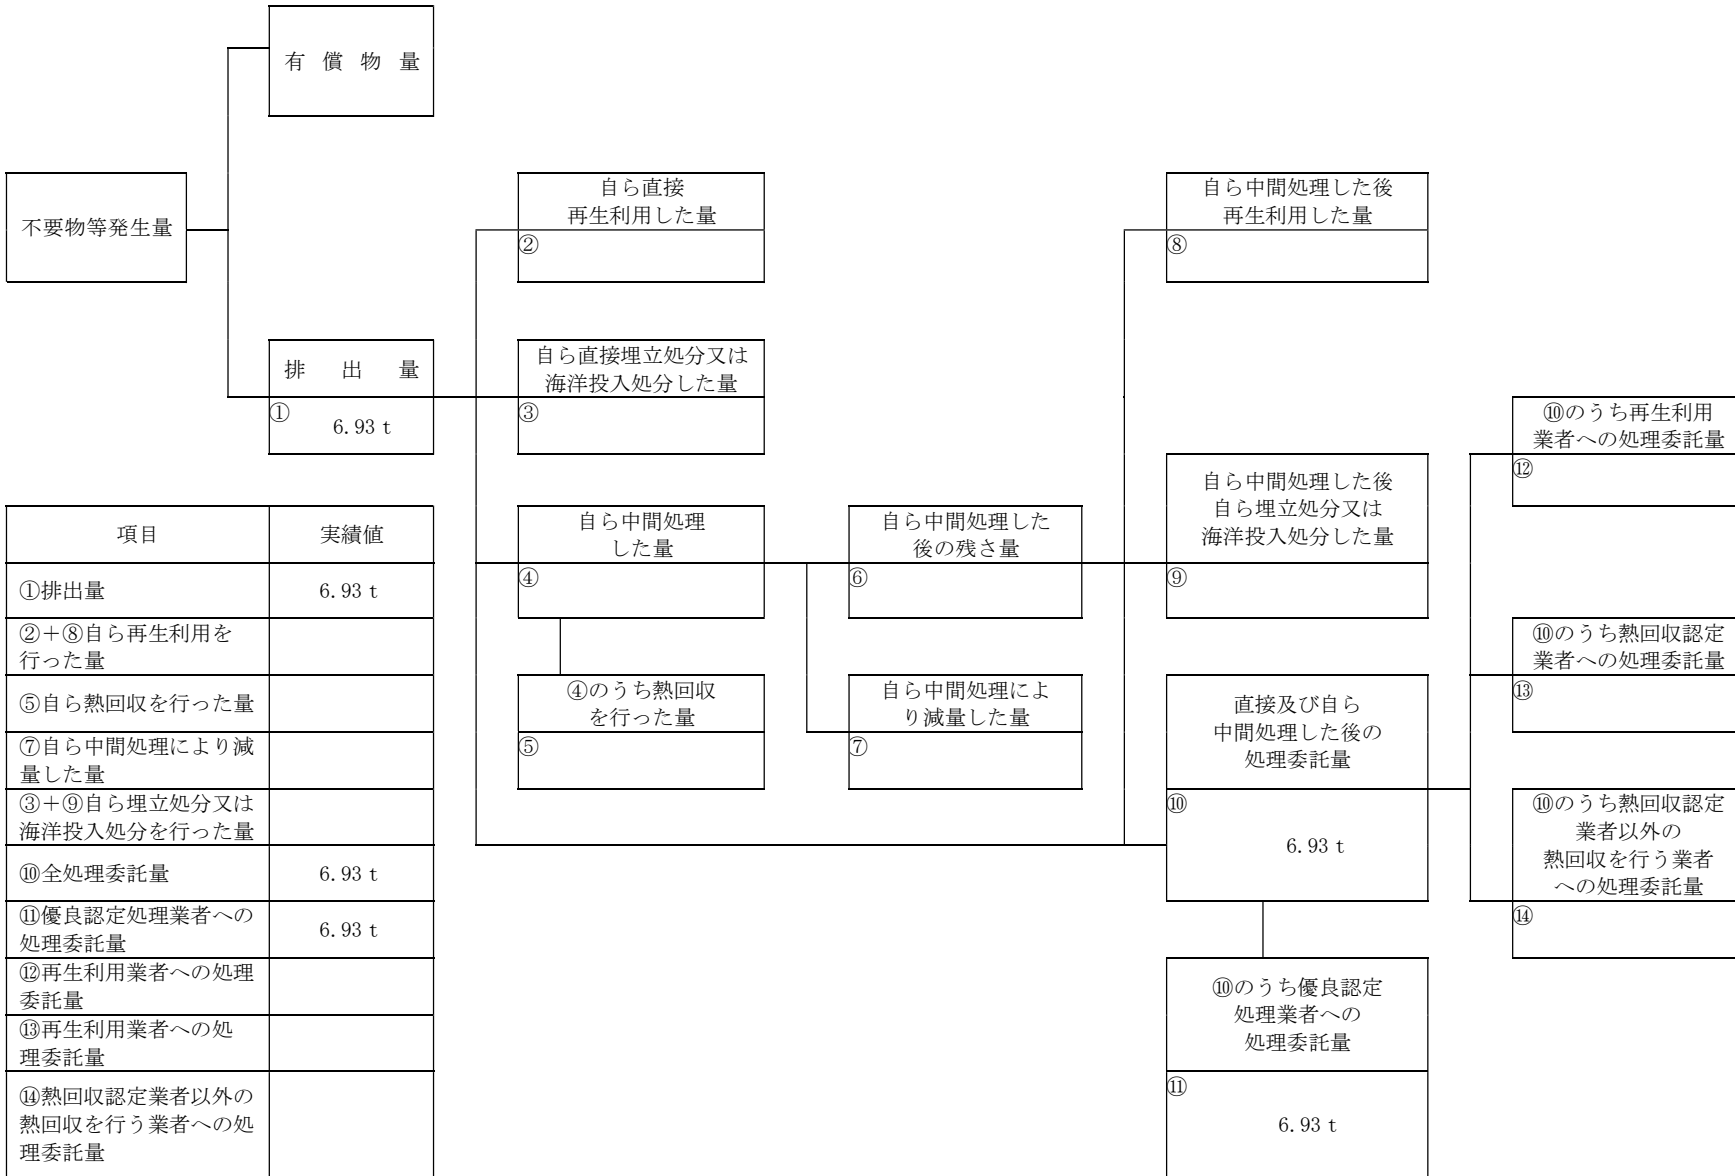 有 償 物 量
不要物等発生量
自ら直接
再生利用した量
②
自ら中間処理した後
再生利用した量
⑧
排 出 量
① 6.93 t
自ら直接埋立処分又は
海洋投入処分した量
③
⑩のうち再生利用
業者への処理委託量
⑫
自ら中間処理
した量
④
自ら中間処理した
後の残さ量
⑥
自ら中間処理した後
自ら埋立処分又は
海洋投入処分した量
⑨
④のうち熱回収
を行った量
⑤
自ら中間処理によ
り減量した量
⑦
直接及び自ら
中間処理した後の
処理委託量
⑩
6.93 t
⑩のうち熱回収認定
業者への処理委託量
⑬
⑩のうち熱回収認定
業者以外の
熱回収を行う業者
への処理委託量
⑭
⑩のうち優良認定
処理業者への
処理委託量
⑪
6.93 t
項目 実績値
①排出量 6.93 t
②＋⑧自ら再生利用を
行った量
⑤自ら熱回収を行った量
⑦自ら中間処理により減
量した量
③＋⑨自ら埋立処分又は
海洋投入処分を行った量
⑩全処理委託量 6.93 t
⑪優良認定処理業者への
処理委託量 6.93 t
⑫再生利用業者への処理
委託量
⑬再生利用業者への処
理委託量
⑭熱回収認定業者以外の
熱回収を行う業者への処
理委託量